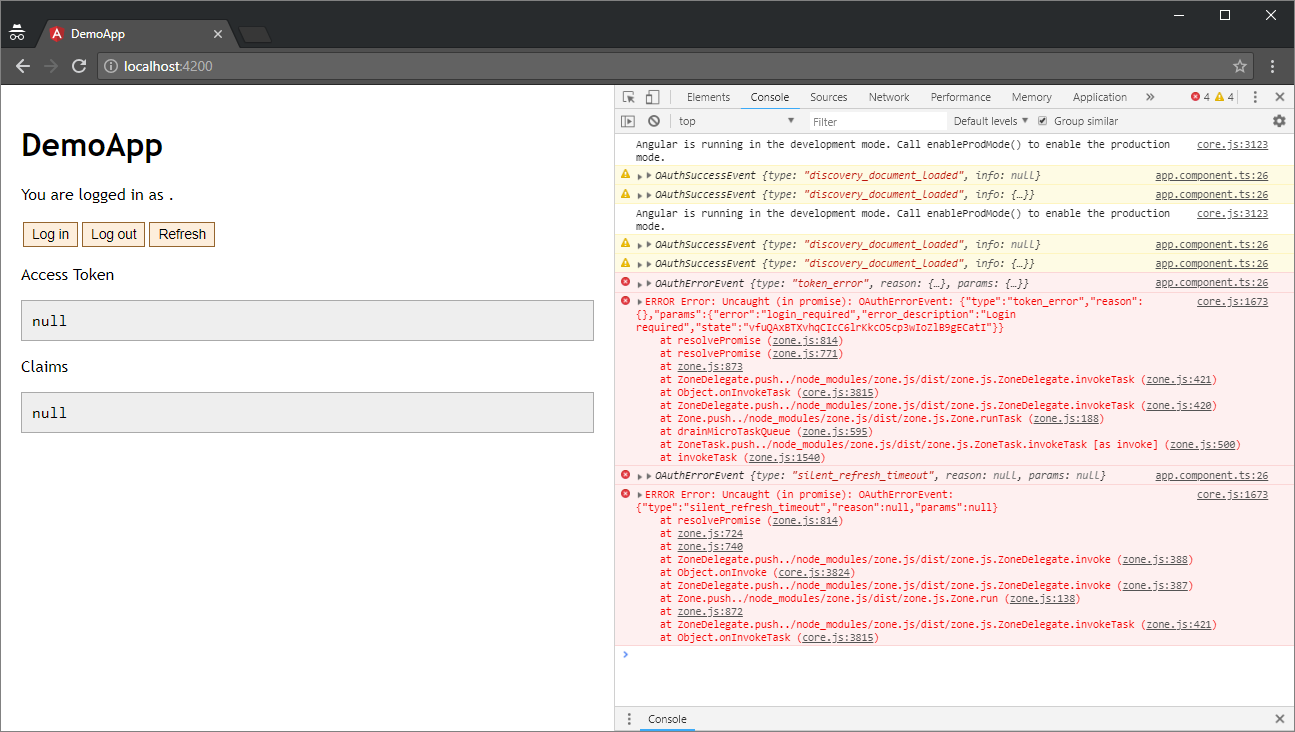 DemoApp
localhost:4200
DemoApp
You are logged in as .
Log in Log out Refresh
Access Token
null
Claims
null
Elements Console Sources Network Performance Memory Application » 4 4
top Filter Default levels Group similar
Angular is running in the development mode. Call enableProdMode() to enable the production core.js:3123
mode.
OAuthSuccessEvent {type: "discovery_document_loaded", info: null} app.component.ts:26
OAuthSuccessEvent {type: "discovery_document_loaded", info: {…}} app.component.ts:26
Angular is running in the development mode. Call enableProdMode() to enable the production core.js:3123
mode.
OAuthSuccessEvent {type: "discovery_document_loaded", info: null} app.component.ts:26
OAuthSuccessEvent {type: "discovery_document_loaded", info: {…}} app.component.ts:26
OAuthErrorEvent {type: "token_error", reason: {…}, params: {…}} app.component.ts:26
ERROR Error: Uncaught (in promise): OAuthErrorEvent: {"type":"token_error","reason": core.js:1673
{},"params":{"error":"login_required","error_description":"Login
required","state":"vfuQAxBTXvhqCIcC6lrKkcO5cp3wIoZlB9gECatI"}}
at resolvePromise (zone.js:814)
at resolvePromise (zone.js:771)
at zone.js:873
at ZoneDelegate.push../node_modules/zone.js/dist/zone.js.ZoneDelegate.invokeTask (zone.js:421)
at Object.onInvokeTask (core.js:3815)
at ZoneDelegate.push../node_modules/zone.js/dist/zone.js.ZoneDelegate.invokeTask (zone.js:420)
at Zone.push../node_modules/zone.js/dist/zone.js.Zone.runTask (zone.js:188)
at drainMicroTaskQueue (zone.js:595)
at ZoneTask.push../node_modules/zone.js/dist/zone.js.ZoneTask.invokeTask [as invoke] (zone.js:500)
at invokeTask (zone.js:1540)
OAuthErrorEvent {type: "silent_refresh_timeout", reason: null, params: null} app.component.ts:26
ERROR Error: Uncaught (in promise): OAuthErrorEvent: core.js:1673
{"type":"silent_refresh_timeout","reason":null,"params":null}
at resolvePromise (zone.js:814)
at zone.js:724
at zone.js:740
at ZoneDelegate.push../node_modules/zone.js/dist/zone.js.ZoneDelegate.invoke (zone.js:388)
at Object.onInvoke (core.js:3824)
at ZoneDelegate.push../node_modules/zone.js/dist/zone.js.ZoneDelegate.invoke (zone.js:387)
at Zone.push../node_modules/zone.js/dist/zone.js.Zone.run (zone.js:138)
at zone.js:872
at ZoneDelegate.push../node_modules/zone.js/dist/zone.js.ZoneDelegate.invokeTask (zone.js:421)
at Object.onInvokeTask (core.js:3815)
Console